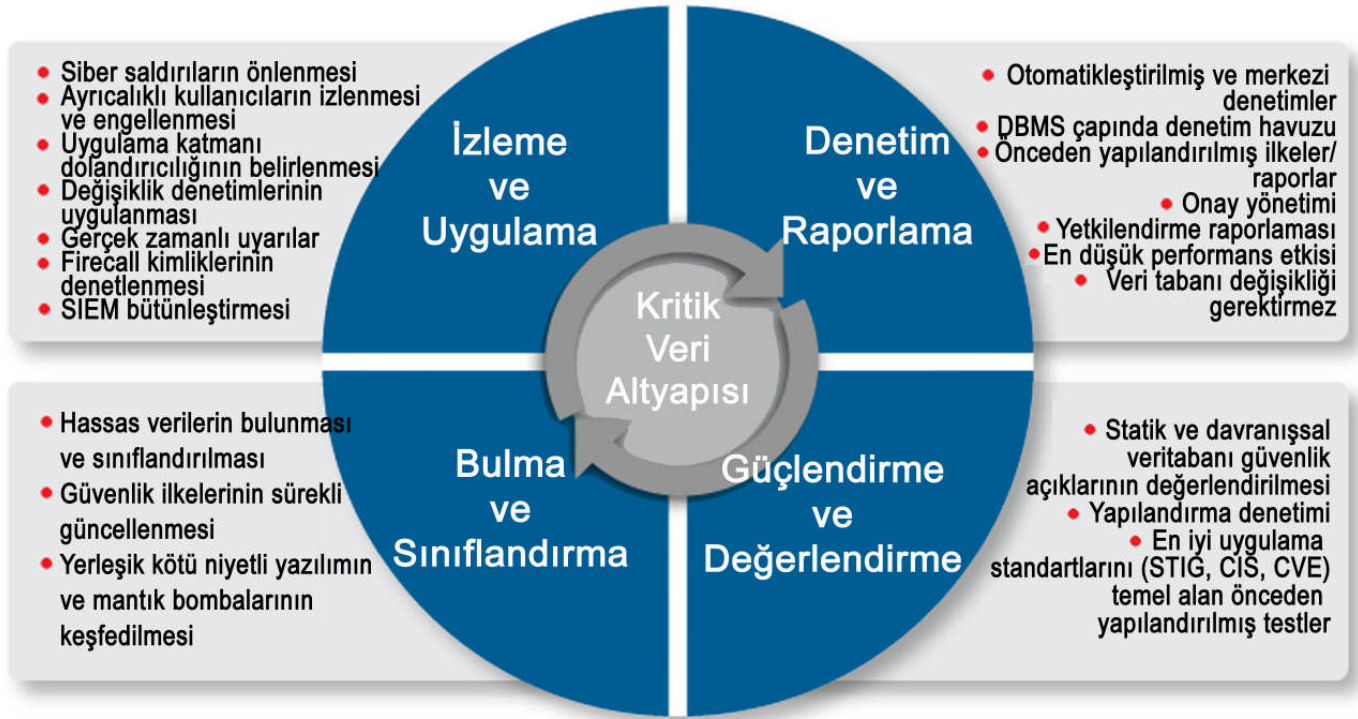 Siber saldırıların önlenmesi
Ayrıcalıklı kullanıcıların izlenmesi
ve engellenmesi
Uygulama katmanı
dolandırıcılığının belirlenmesi
Değişiklik denetimlerinin
uygulanması
Gerçek zamanlı uyarılar
Firecall kimliklerinin
denetlenmesi
SIEM bütünleştirmesi
İzleme
ve
Uygulama
Denetim
ve
Raporlama
Otomatikleştirilmiş ve merkezi
denetimler
DBMS çapında denetim havuzu
Önceden yapılandırılmış ilkeler/
raporlar
Onay yönetimi
Yetkilendirme raporlaması
En düşük performans etkisi
Veri tabanı değişikliği
gerektirmez
Kritik
Veri
Altyapısı
Hassas verilerin bulunması
ve sınıflandırılması
Güvenlik ilkelerinin sürekli
güncellenmesi
Yerleşik kötü niyetli yazılımın
ve mantık bombalarının
keşfedilmesi
Bulma
ve
Sınıflandırma
Güçlendirme
ve
Değerlendirme
Statik ve davranışsal
veritabanı güvenlik
açıklarının değerlendirilmesi
Yapılandırma denetimi
En iyi uygulama
standartlarını (STIG, CIS, CVE)
temel alan önceden
yapılandırılmış testler